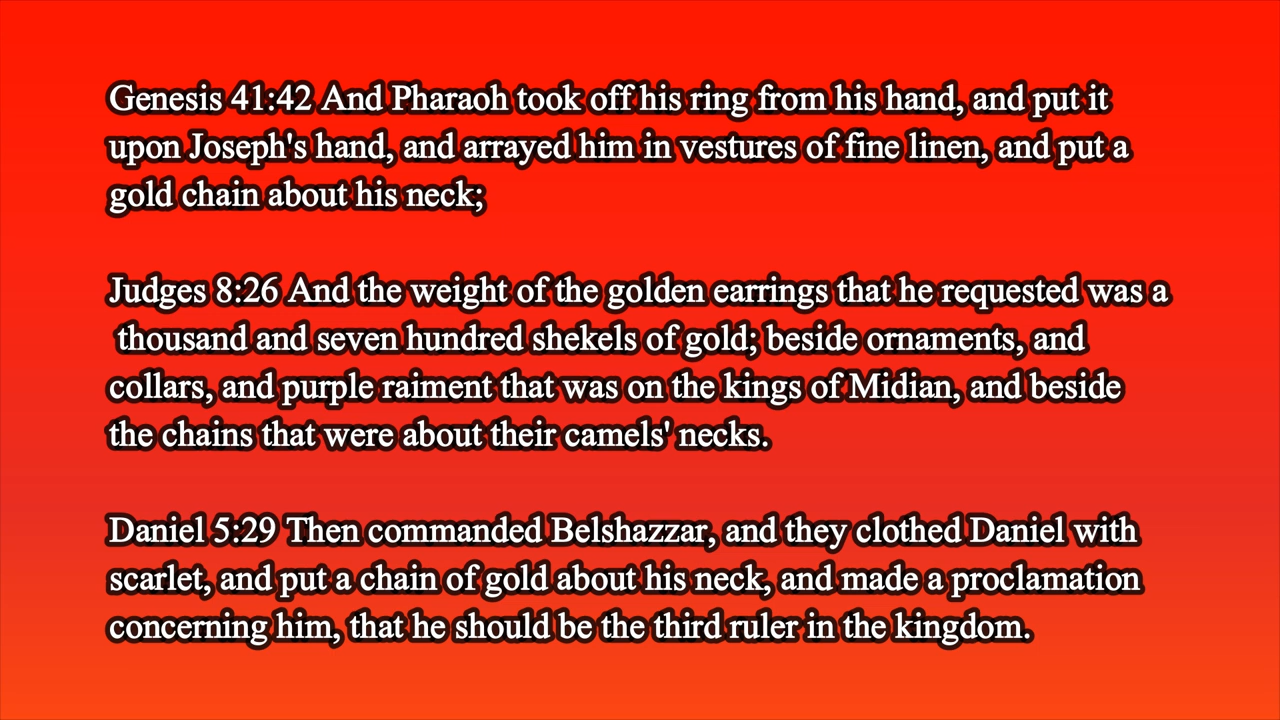 Genesis 41:42 And Pharaoh took off his ring from his hand, and put it
upon Joseph's hand, and arrayed him in vestures of fine linen, and put a
gold chain about his neck;
Judges 8:26 And the weight of the golden earrings that he requested was a
thousand and seven hundred shekels of gold; beside ornaments, and
collars, and purple raiment that was on the kings of Midian, and beside
the chains that were about their camels' necks.
Daniel 5:29 Then commanded Belshazzar, and they clothed Daniel with
scarlet, and put a chain of gold about his neck, and made a proclamation
concerning him, that he should be the third ruler in the kingdom.